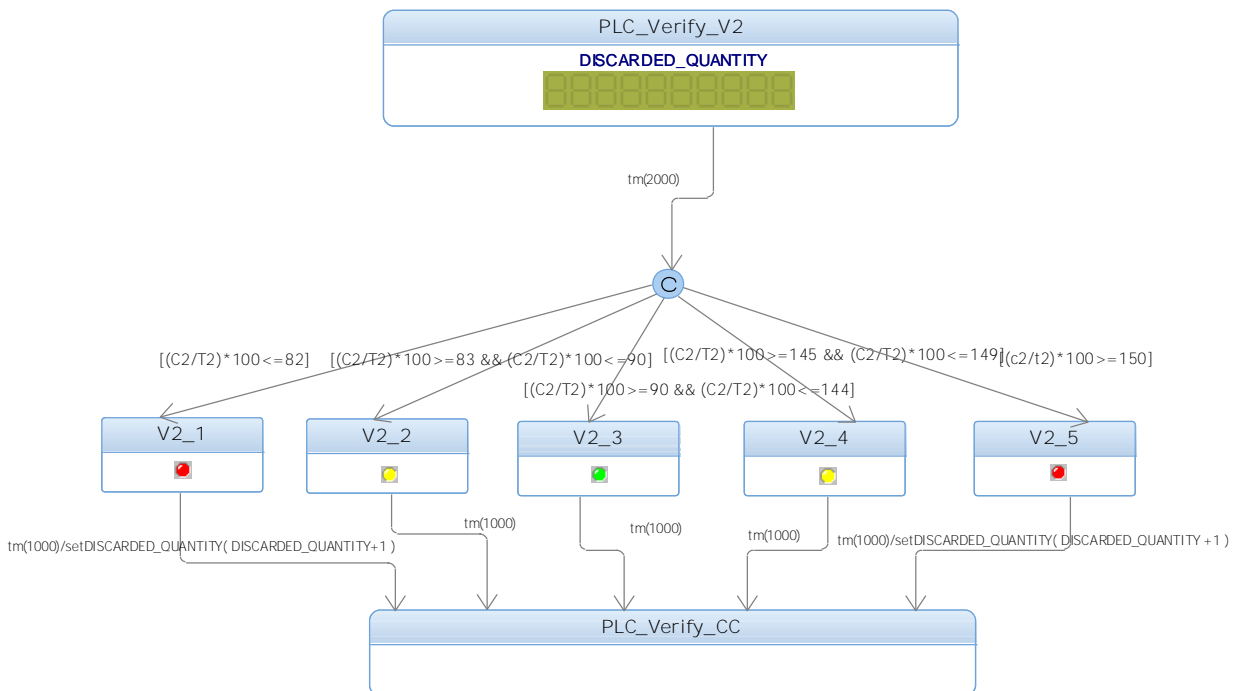 PLC_Verify_V2
DISCARDED_QUANTITY
tm(2000)
C
[(C2/T2)*100<=82]
[(C2/T2)*100>=83 && (C2/T2)*100<=90]
[(C2/T2)*100>=145 && (C2/T2)*100<=149]
[(c2/t2)*100>=150]
[(C2/T2)*100>=90 && (C2/T2)*100<=144]
V2_1
V2_2
V2_3
V2_4
V2_5
tm(1000)/setDISCARDED_QUANTITY( DISCARDED_QUANTITY+1 )
tm(1000)
tm(1000)
tm(1000)
tm(1000)/setDISCARDED_QUANTITY( DISCARDED_QUANTITY +1 )
PLC_Verify_CC